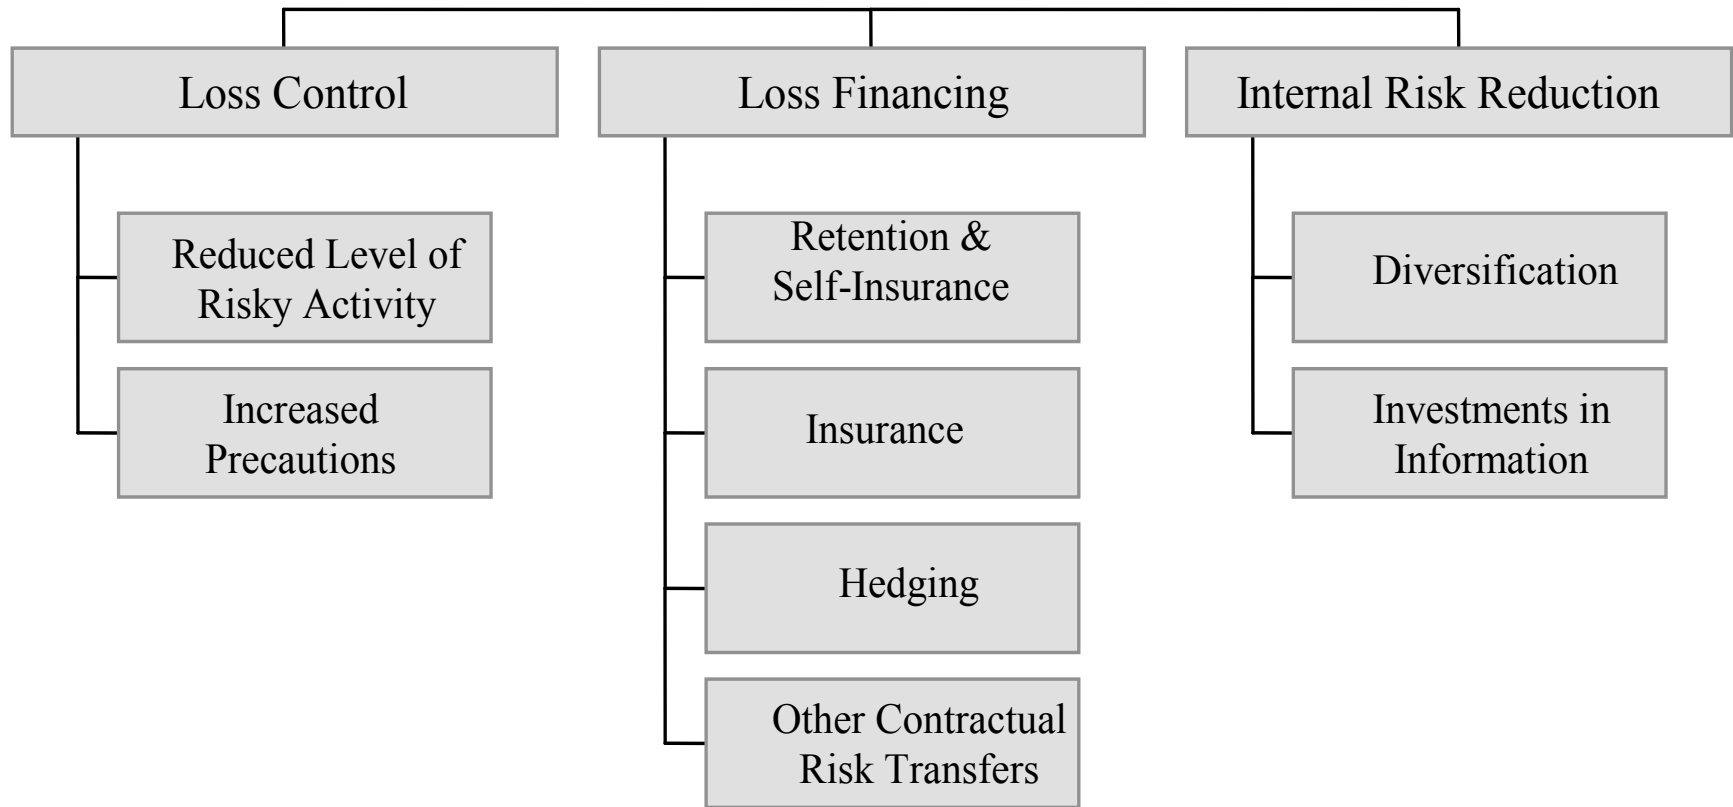 Loss Control
Reduced Level of
Risky Activity
Increased
Precautions
Loss Financing
Retention &
Self-Insurance
Insurance
Hedging
Other Contractual
Risk Transfers
Internal Risk Reduction
Diversification
Investments in
Information